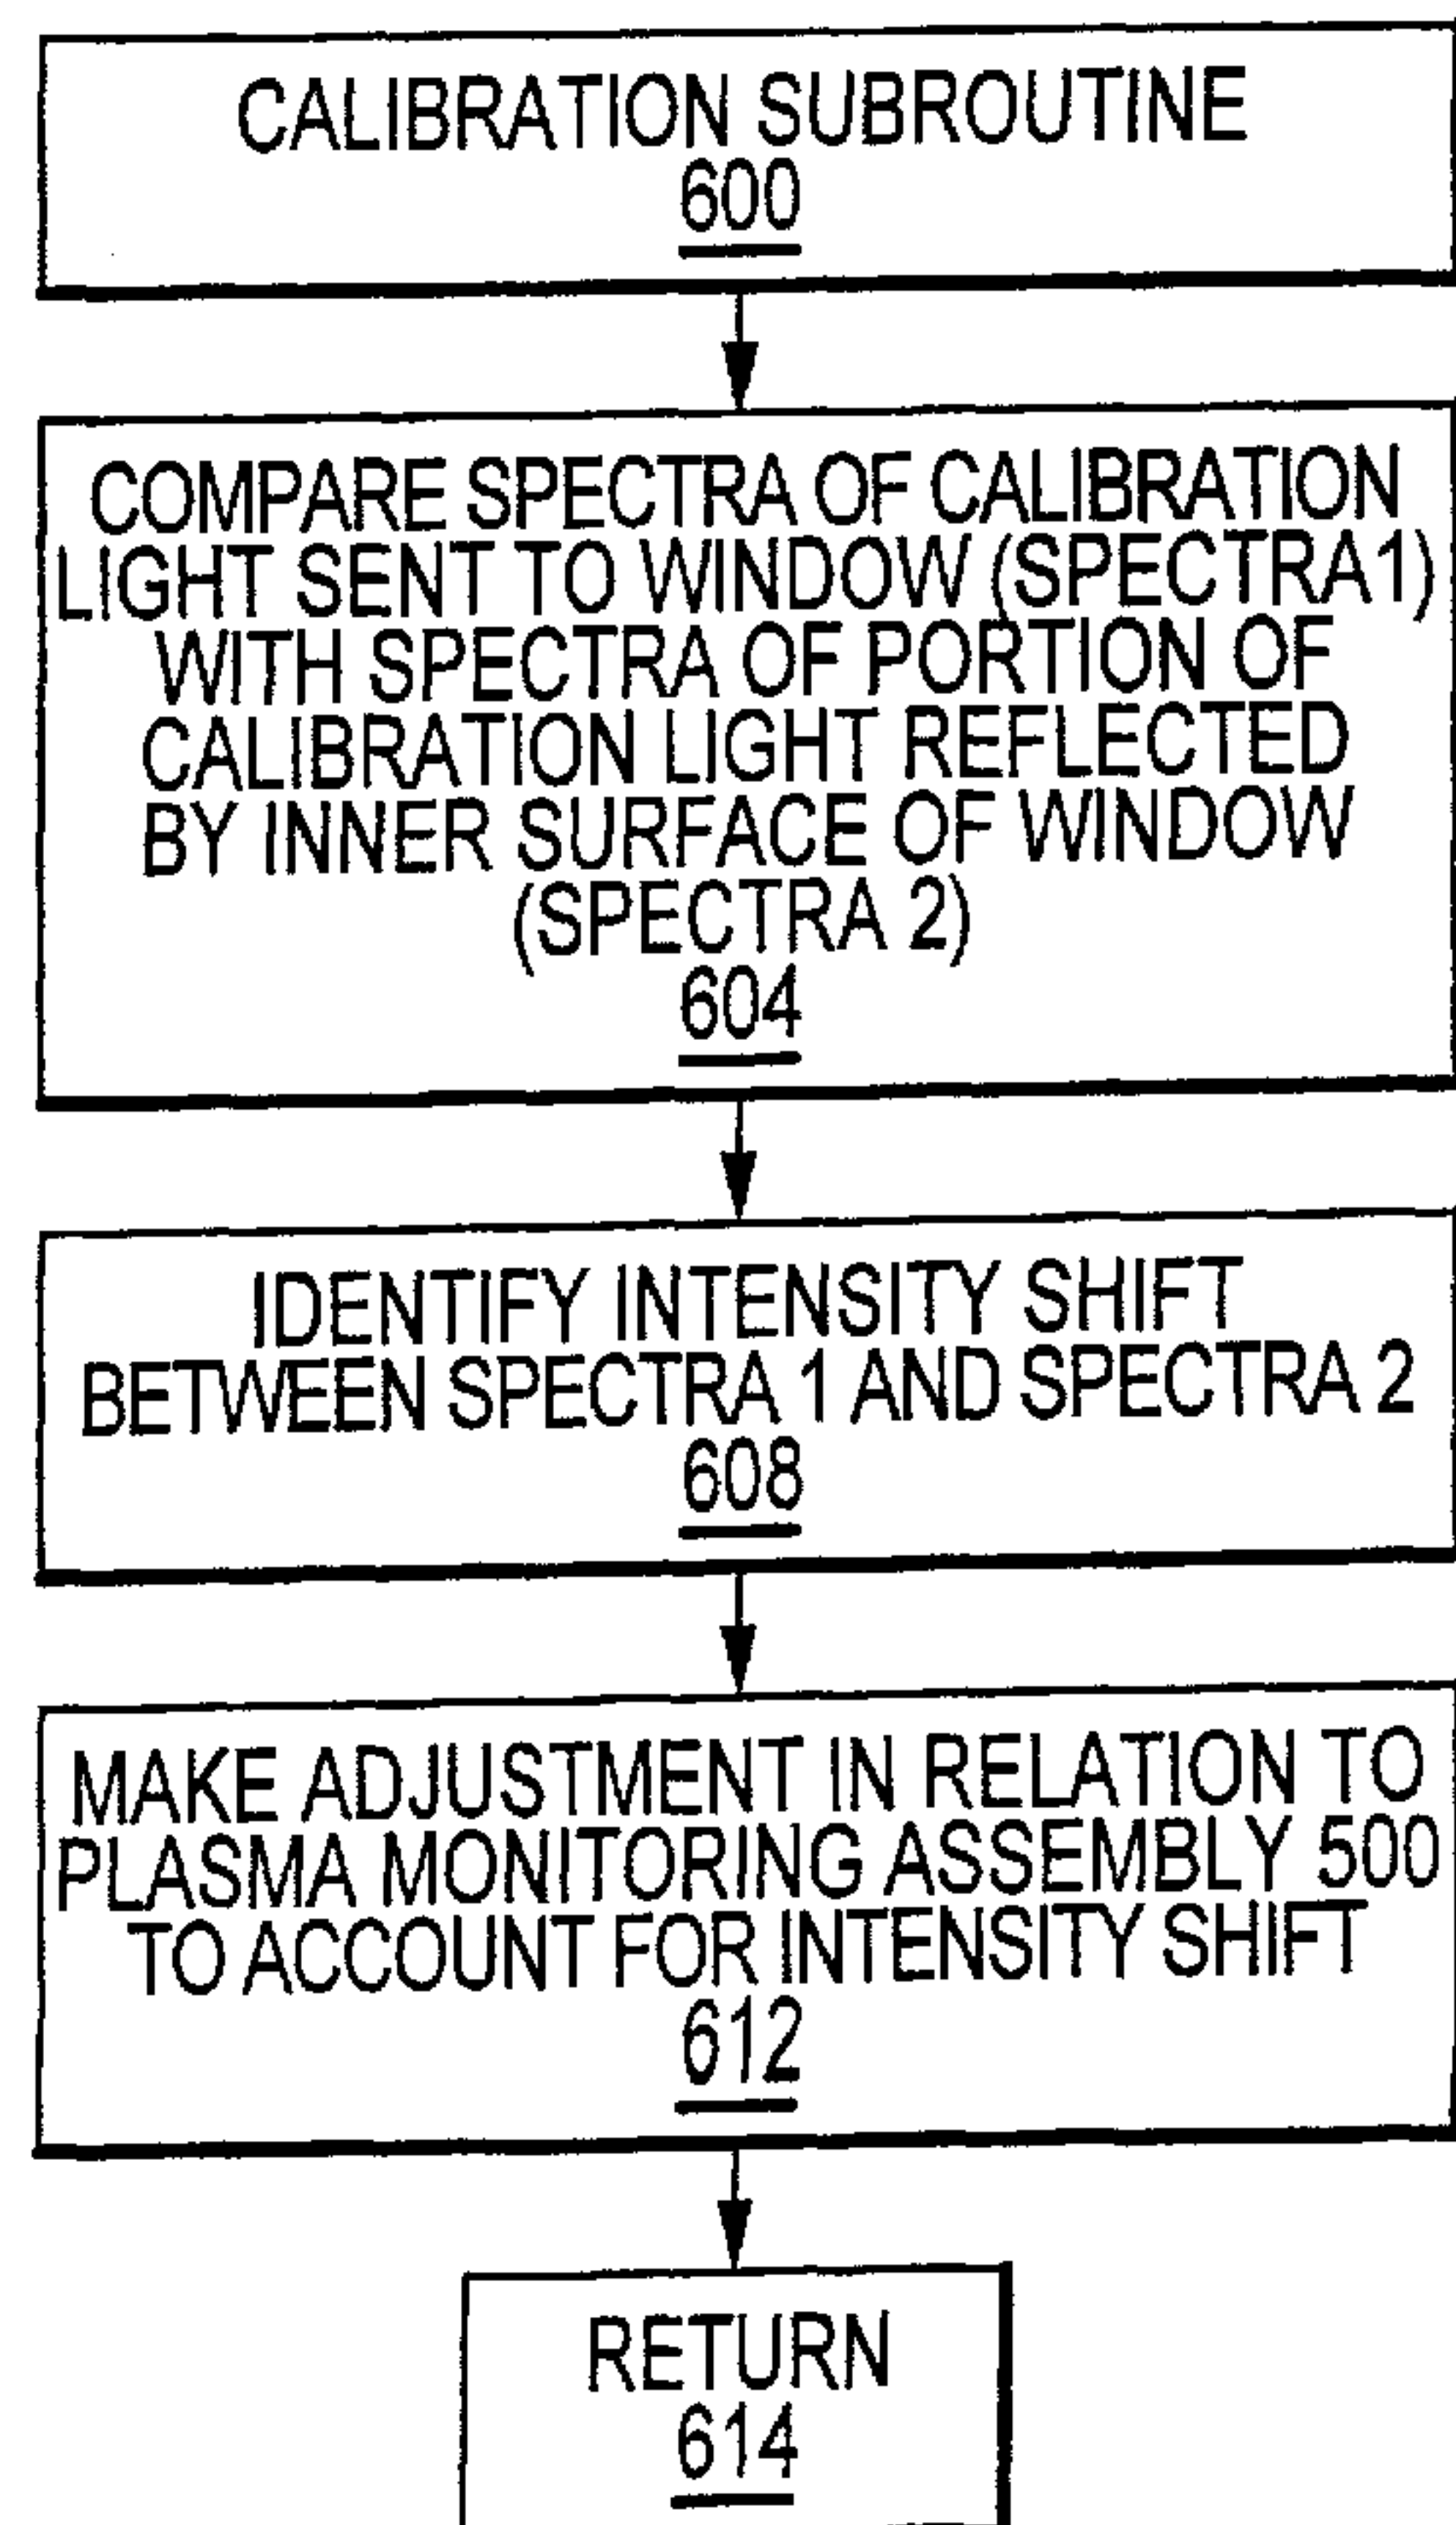 CALIBRATION SUBROUTINE
600
COMPARE SPECTRA OF CALIBRATION
LIGHT SENT TO WINDOW (SPECTRA1)
WITH SPECTRA OF PORTION OF
CALIBRATION LIGHT REFLECTED
BY INNER SURFACE OF WINDOW
(SPECTRA 2)
604
IDENTIFY INTENSITY SHIFT
BETWEEN SPECTRA 1 AND SPECTRA 2
608
MAKE ADJUSTMENT IN RELATION TO
PLASMA MONITORING ASSEMBLY 500
TO ACCOUNT FOR INTENSITY SHIFT
612
RETURN
614